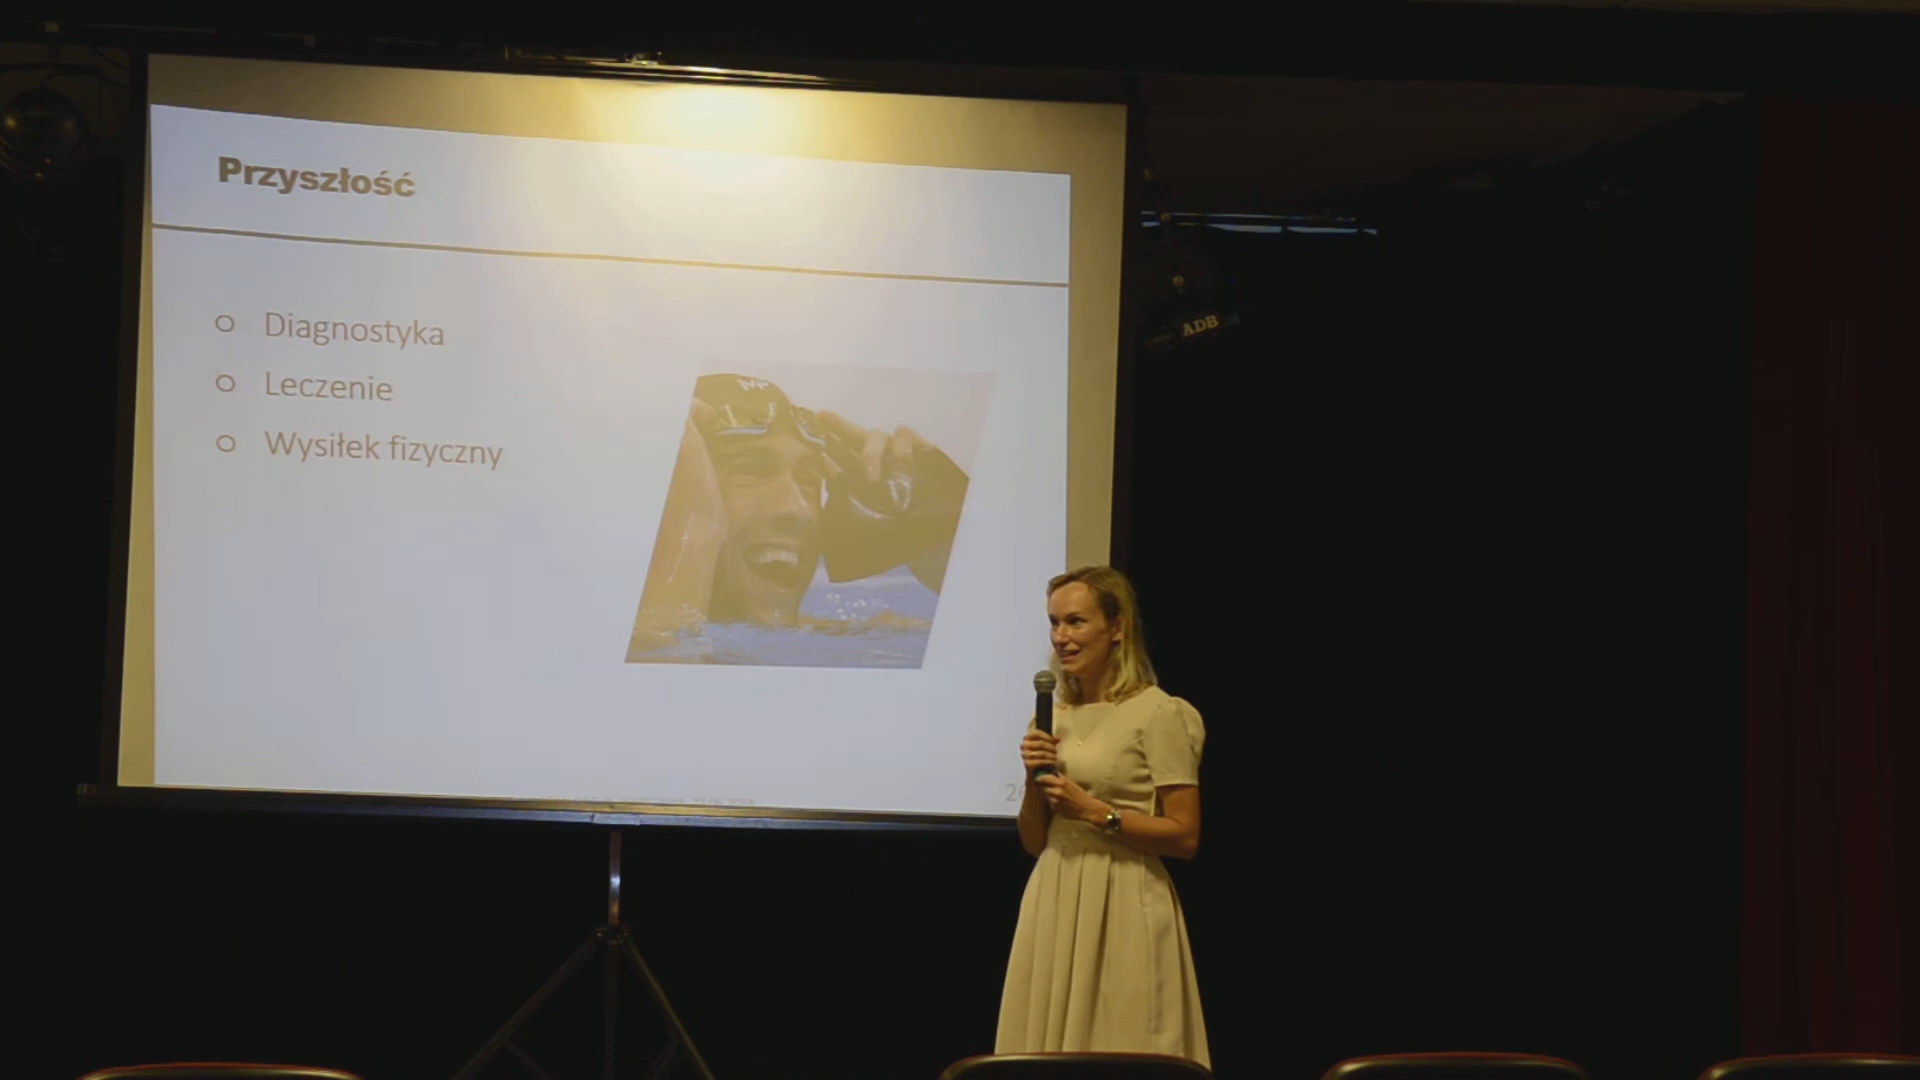 Przyszłość
Diagnostyka
Leczenie
Wysiłek fizyczny
ADB